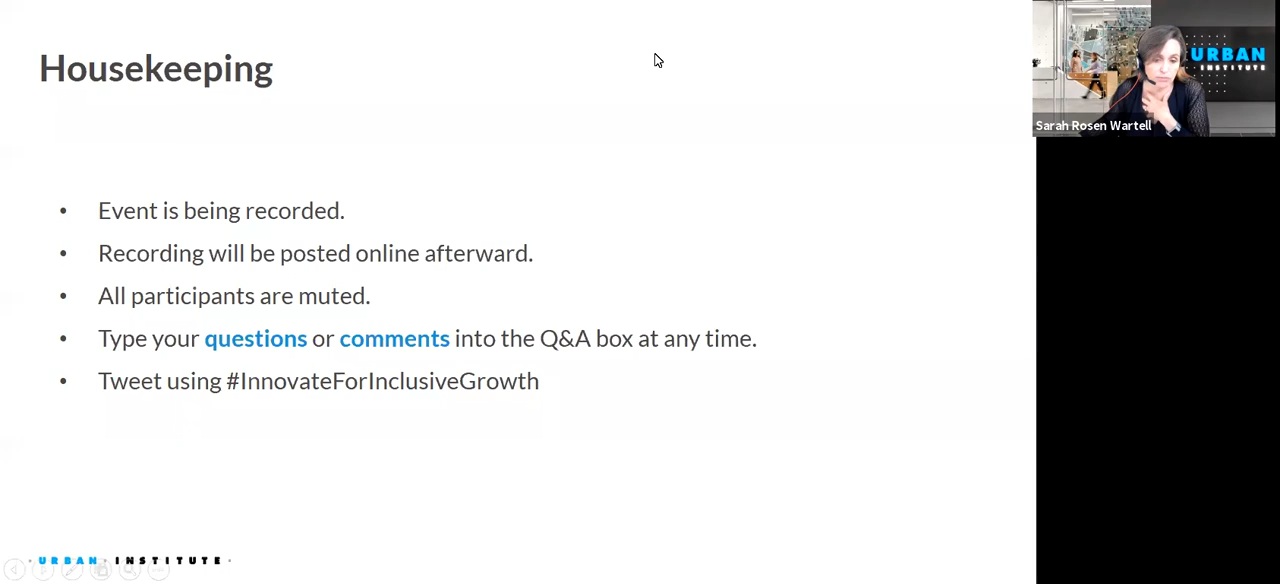 Housekeeping
URBAN
INSTITUTE
Sarah Rosen Wartell
• Event is being recorded.
• Recording will be posted online afterward.
• All participants are muted.
• Type your questions or comments into the Q&A box at any time.
• Tweet using #InnovateForInclusiveGrowth
· URBAN · INSTITUTE ·